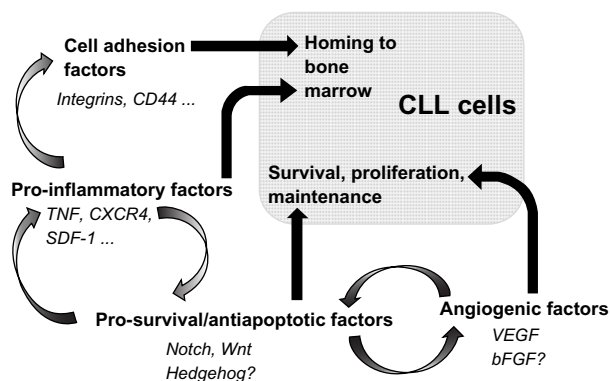 Cell adhesion
factors
Integrins, CD44 ...
Homing to
bone
marrow
CLL cells
Pro-inflammatory factors
TNF, CXCR4,
SDF-1 ...
Survival, proliferation,
maintenance
Pro-survival/antiapoptotic factors
Notch, Wnt
Hedgehog?
Angiogenic factors
VEGF
bFGF?